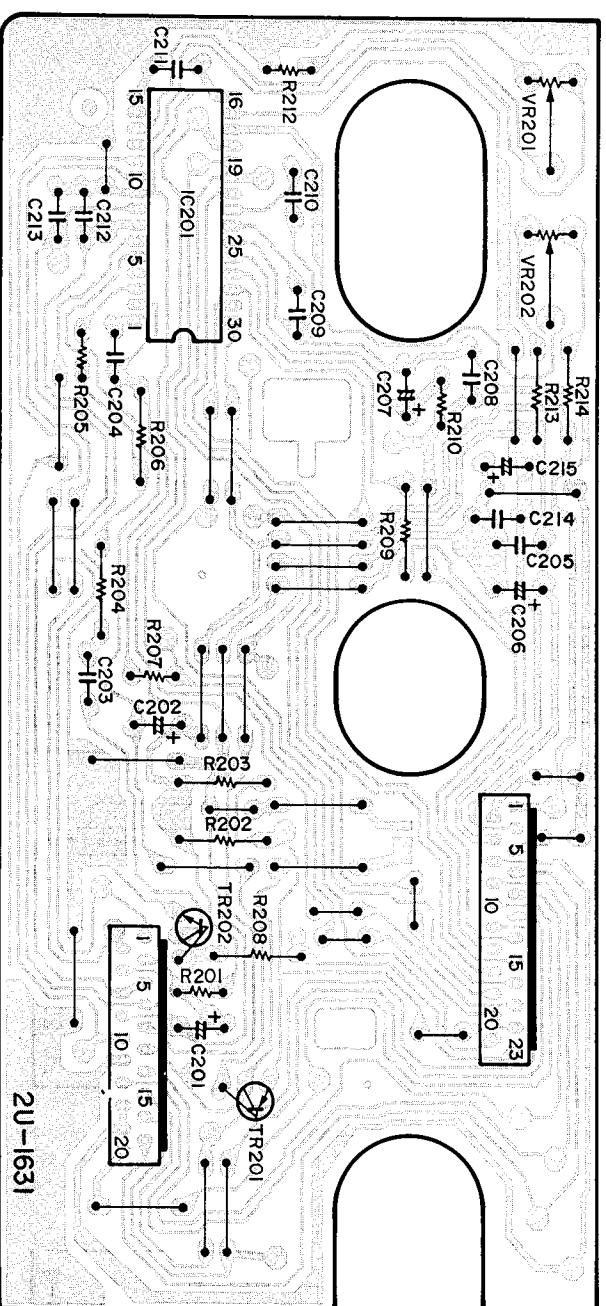 C211
15
16
R212
VR201
10
19
IC201
C210
C213
C212
VR202
25
5
C209
1
30
R205
C204
R206
C207
+
R210
C208
R213
R214
C215
+
C214
R209
C205
C206
+
R204
R207
C203
C202
+
R203
R202
1
5
10
15
20
23
TR202
R208
1
R201
5
+
C201
10
15
TR201
20
2U-1631